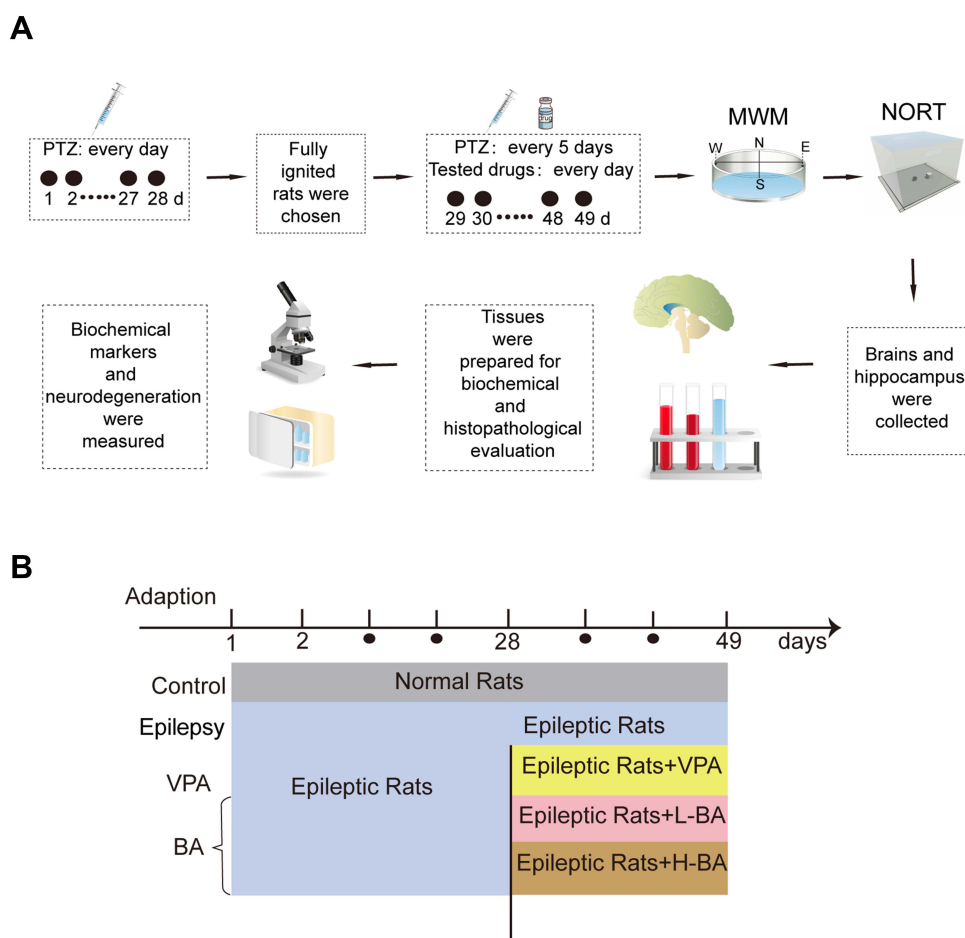 A
PTZ: every day
1 2 27 28 d
Fully
ignited
rats were
chosen
drug
PTZ: every 5 days
Tested drugs: every day
29 30 48 49 d
MWM
W N E
S
NORT
Brains and
hippocampus
were
collected
Tissues
were
prepared for
biochemical
and
histopathological
evaluation
Biochemical
markers
and
neurodegeneration
were
measured
B
Adaption
1 2 28 49 days
Control
Normal Rats
Epilepsy
Epileptic Rats
VPA
Epileptic Rats
Epileptic Rats+VPA
BA
Epileptic Rats+L-BA
Epileptic Rats+H-BA